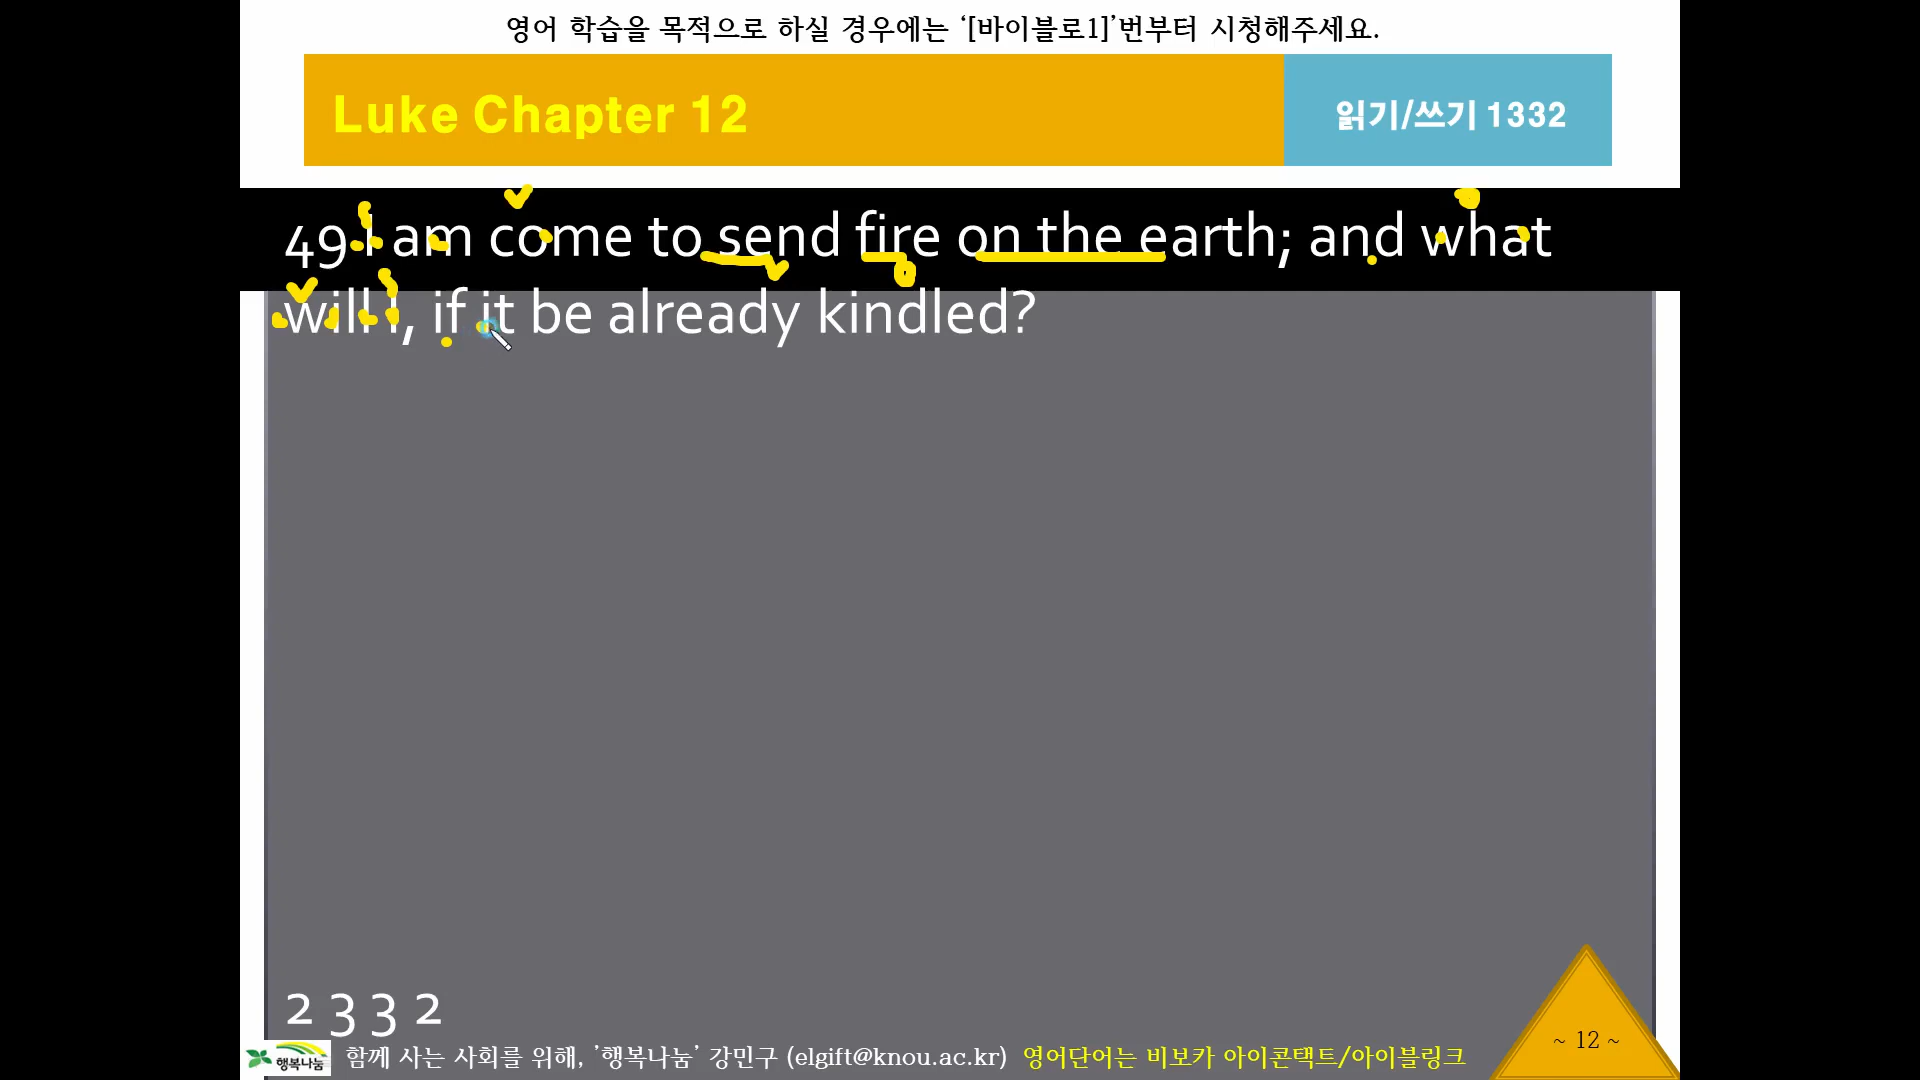 영어 학습을 목적으로 하실 경우에는 ‘[바이블로1]’번부터 시청해주세요.
Luke Chapter 12
읽기/쓰기 1332
49 I am come to send fire on the earth; and what
will I, if it be already kindled?
2 3 3 2
~ 12 ~
행복나눔 함께 사는 사회를 위해, ’행복나눔’ 강민구 (elgift@knou.ac.kr) 영어단어는 비보카 아이콘택트/아이블링크